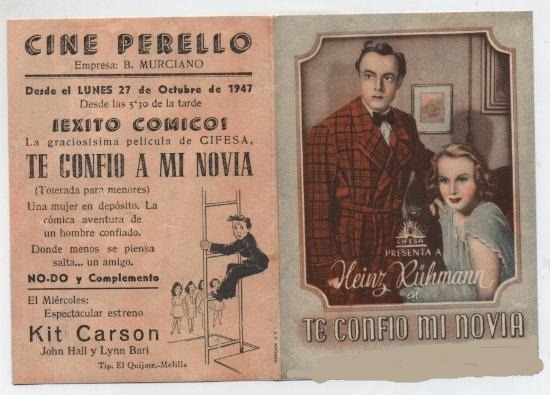 CINE PERELLO
Empresa: B. MURCIANO
Desde el LUNES 27 de Octubre de 1947
Desde las 5'30 de la tarde
¡EXITO COMICO!
La graciosísima película de CIFESA,
TE CONFIO A MI NOVIA
(Toterada para menores)
Una mujer en depósito. La
cómica aventura de
un hombre confiado.
Donde menos se piensa
salta... un amigo.
NO-DO y Complemento
El Miércoles:
Espectacular estreno
Kit Carson
John Hall y Lynn Bari
Tip. El Quijote.-Melilla
CIFESA
PRESENTA A
Heinz Rühmann
en
TE CONFIO MI NOVIA